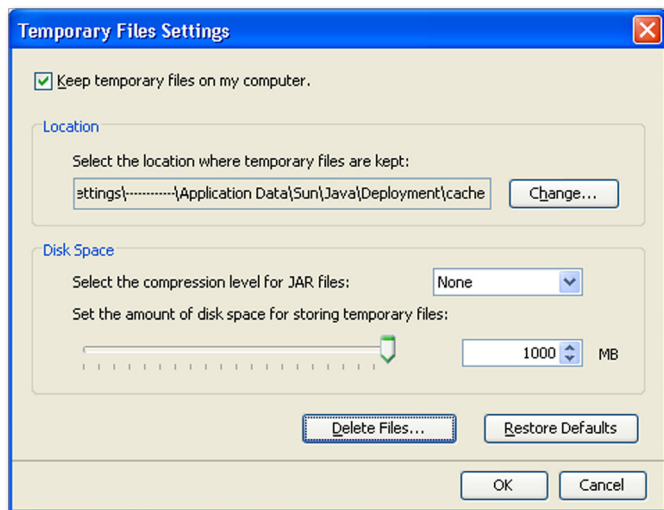 Temporary Files Settings
Keep temporary files on my computer.
Location
Select the location where temporary files are kept:
ettings\-----------\Application Data\Sun\Java\Deployment\cache
Change...
Disk Space
Select the compression level for JAR files:
None
Set the amount of disk space for storing temporary files:
1000
MB
Delete Files...
Restore Defaults
OK
Cancel